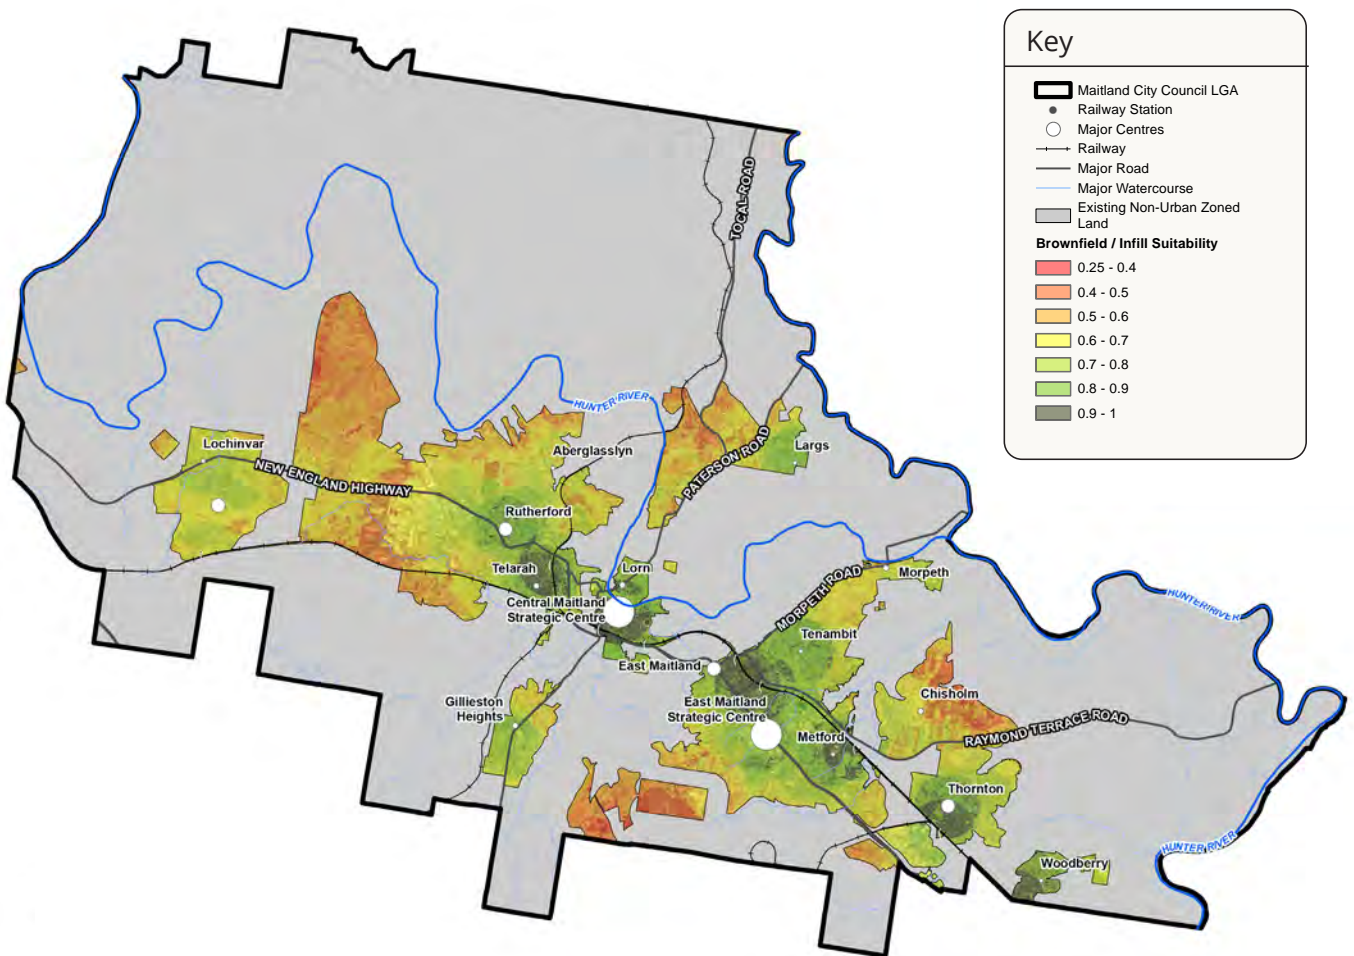 Key
Maitland City Council LGA
Railway Station
Major Centres
Railway
Major Road
Major Watercourse
Existing Non-Urban Zoned
Land
Brownfield / Infill Suitability
0.25 - 0.4
0.4 - 0.5
0.5 - 0.6
0.6 - 0.7
0.7 - 0.8
0.8 - 0.9
0.9 - 1
TOCAL ROAD
HUNTER RIVER
Lochinvar
NEW ENGLAND HIGHWAY
Aberglasslyn
PATERSON ROAD
Largs
Rutherford
Telarah
Lorn
Central Maitland
Strategic Centre
MORPETH ROAD
Morpeth
HUNTER RIVER
Tenambit
East Maitland
Gillieston
Heights
East Maitland
Strategic Centre
Chisholm
Metford
RAYMOND TERRACE ROAD
Thornton
HUNTER RIVER
Woodberry